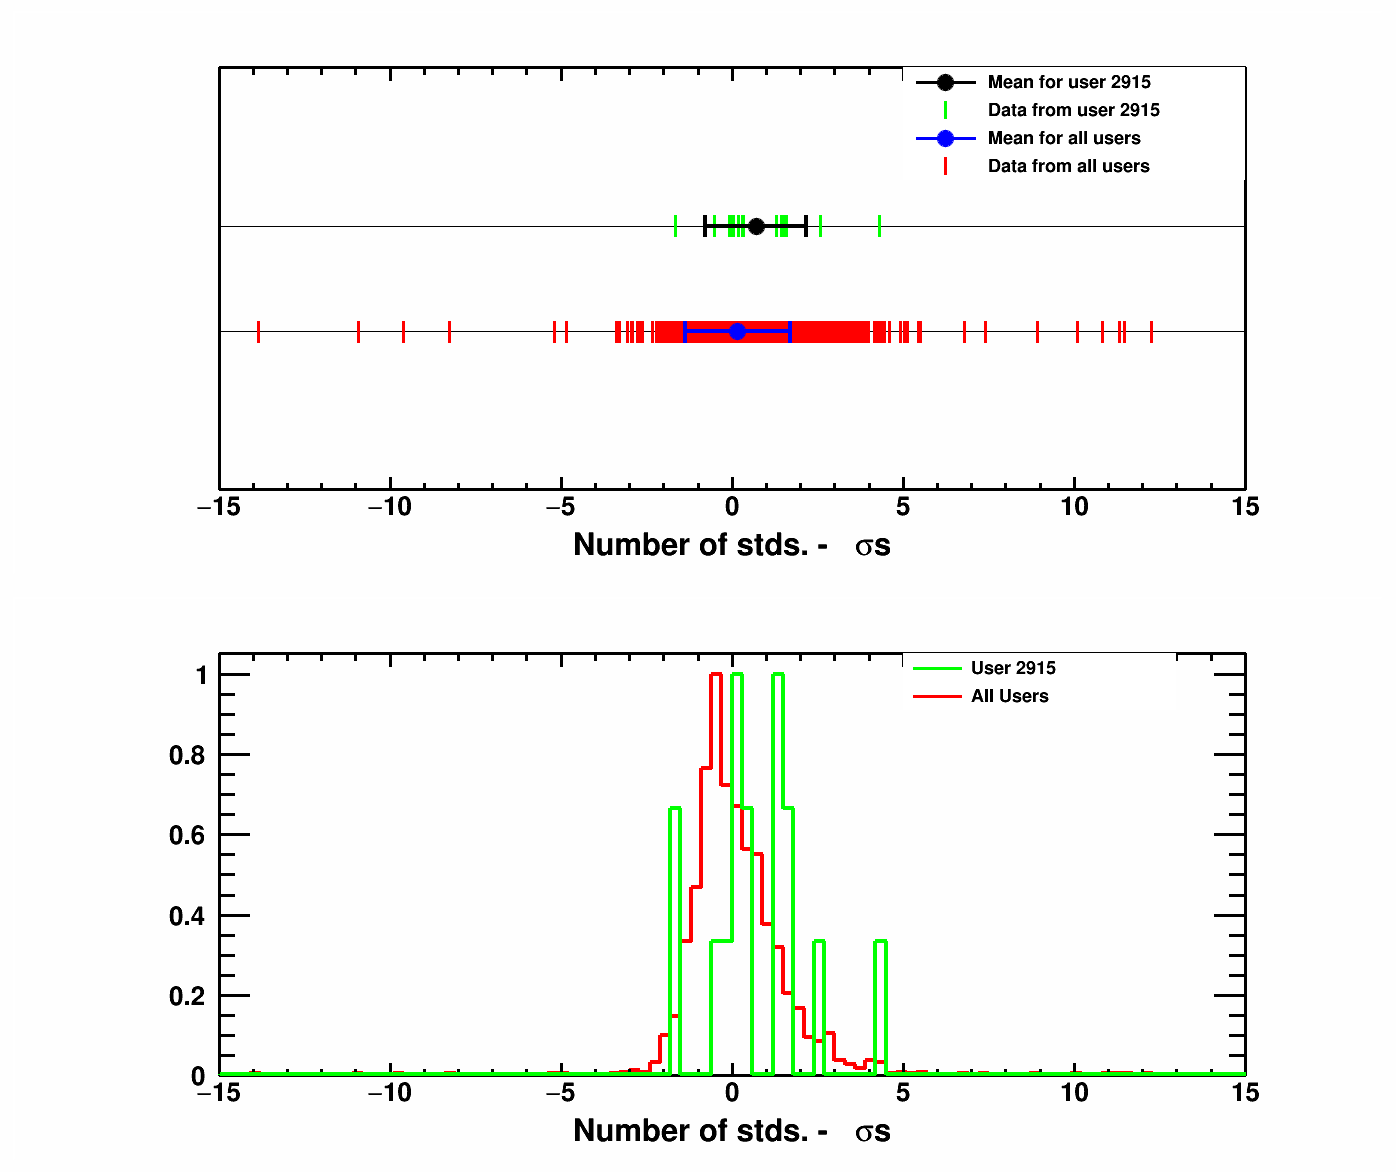 Mean for user 2915
Data from user 2915
Mean for all users
Data from all users
−15 −10 −5 0 5 10 15
Number of stds. - σs
User 2915
All Users
1
0.8
0.6
0.4
0.2
0
−15 −10 −5 0 5 10 15
Number of stds. - σs